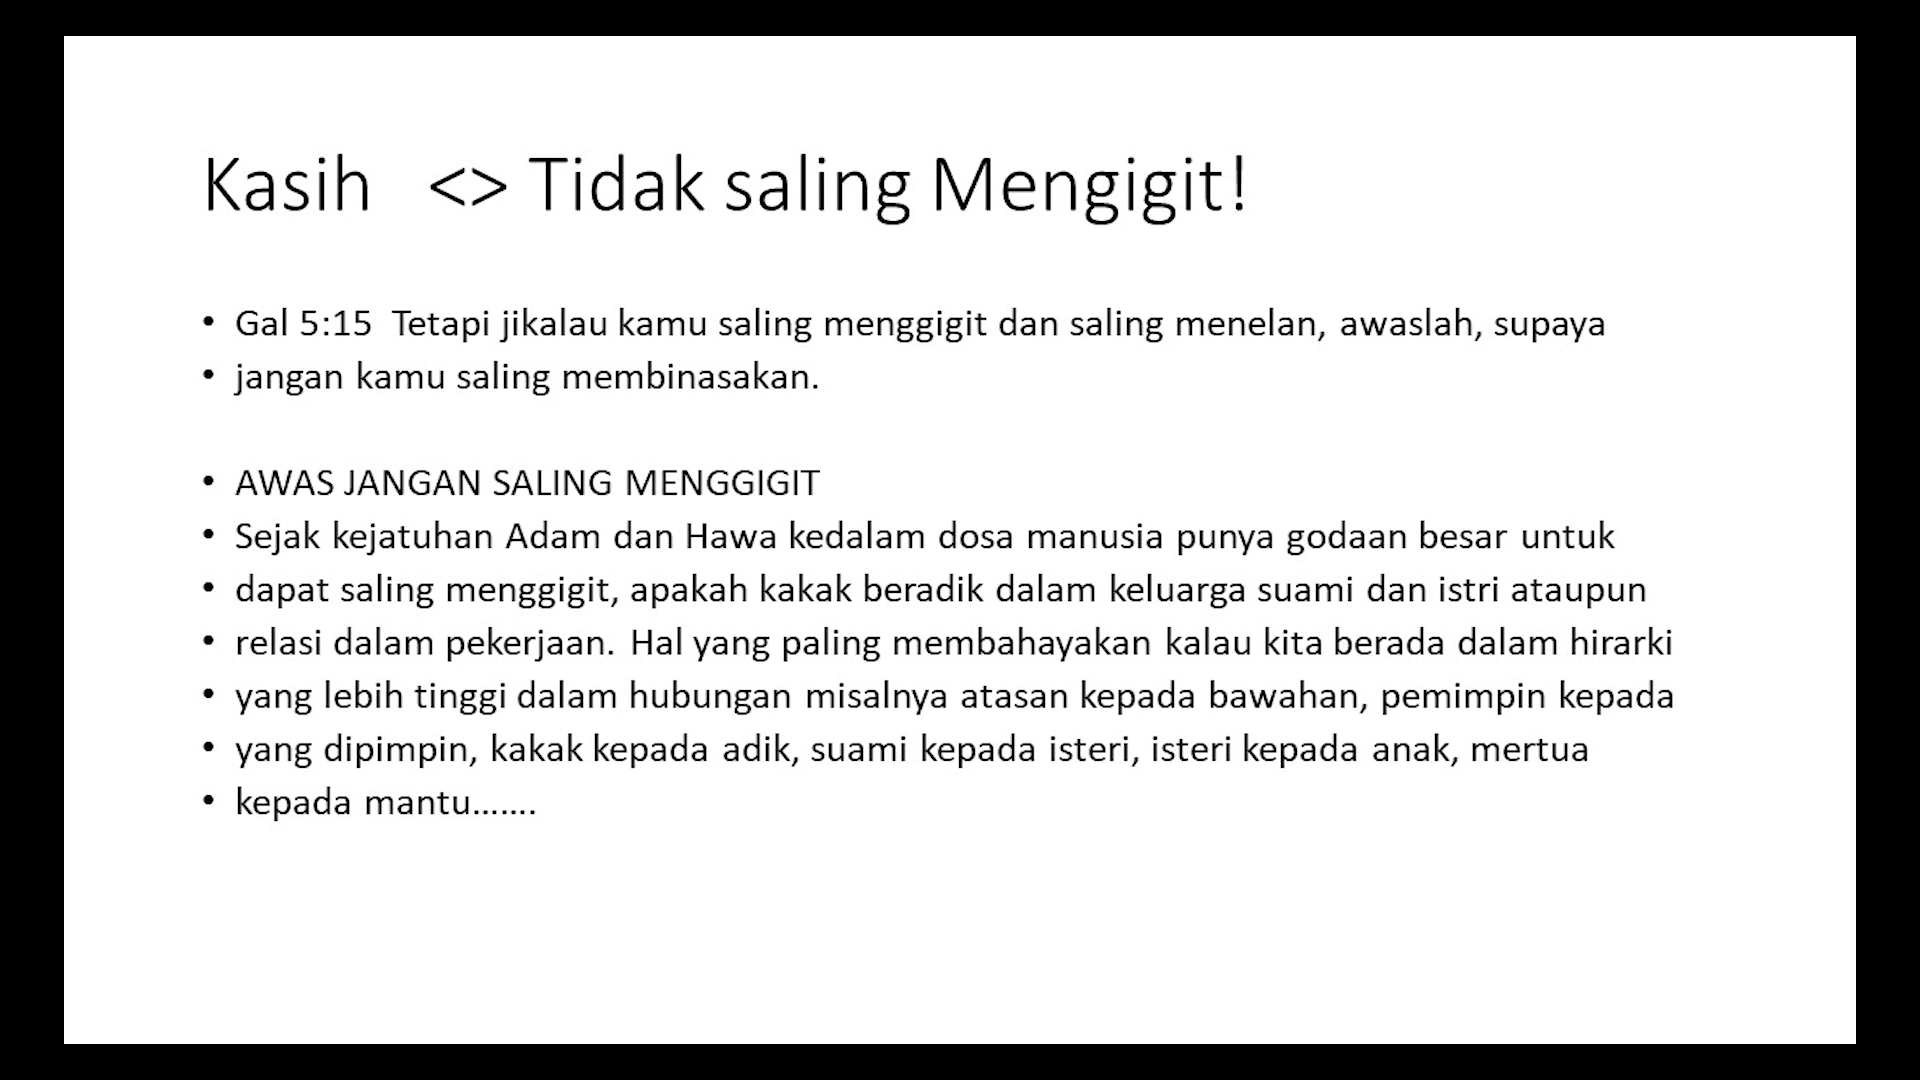 Kasih <> Tidak saling Mengigit!
• Gal 5:15 Tetapi jikalau kamu saling menggigit dan saling menelan, awaslah, supaya
• jangan kamu saling membinasakan.
• AWAS JANGAN SALING MENGGIGIT
• Sejak kejatuhan Adam dan Hawa kedalam dosa manusia punya godaan besar untuk
• dapat saling menggigit, apakah kakak beradik dalam keluarga suami dan istri ataupun
• relasi dalam pekerjaan. Hal yang paling membahayakan kalau kita berada dalam hirarki
• yang lebih tinggi dalam hubungan misalnya atasan kepada bawahan, pemimpin kepada
• yang dipimpin, kakak kepada adik, suami kepada isteri, isteri kepada anak, mertua
• kepada mantu…….